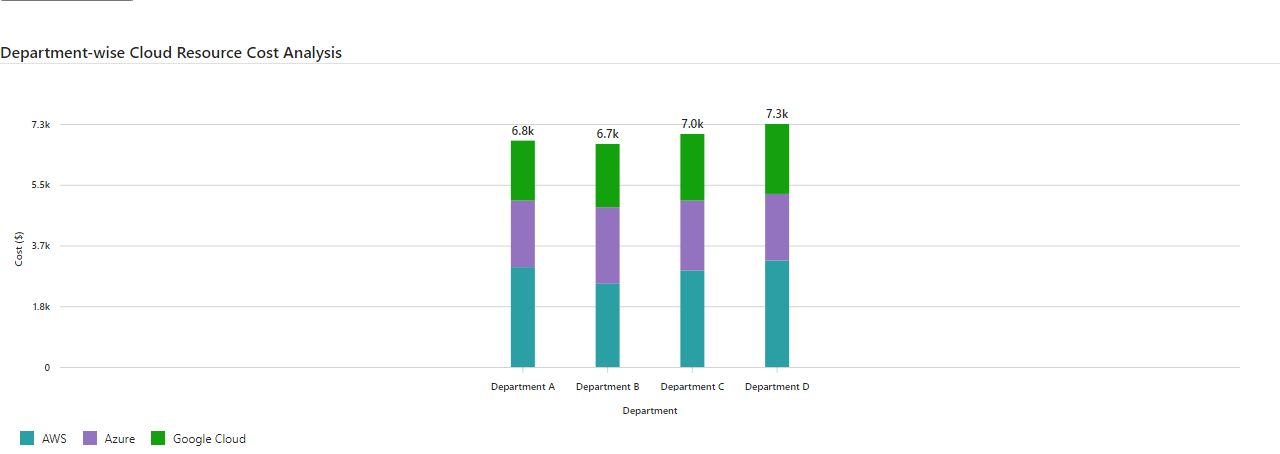 Department-wise Cloud Resource Cost Analysis
7.3k
5.5k
3.7k
1.8k
0
Cost ($)
6.8k
6.7k
7.0k
7.3k
Department A
Department B
Department C
Department D
Department
AWS
Azure
Google Cloud